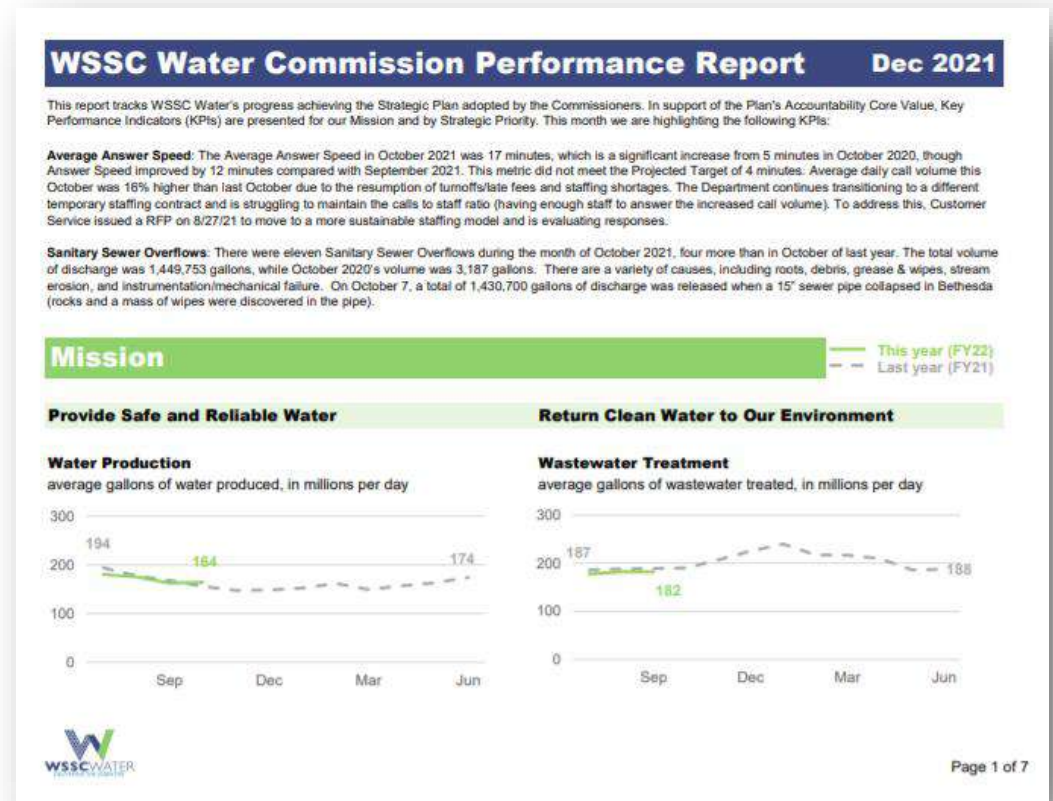 WSSC Water Commission Performance Report Dec 2021
This report tracks WSSC Water's progress achieving the Strategic Plan adopted by the Commissioners. In support of the Plan's Accountability Core Value, Key
Performance Indicators (KPIs) are presented for our Mission and by Strategic Priority. This month we are highlighting the following KPIs:
Average Answer Speed: The Average Answer Speed in October 2021 was 17 minutes, which is a significant increase from 5 minutes in October 2020, though
Answer Speed improved by 12 minutes compared with September 2021. This metric did not meet the Projected Target of 4 minutes. Average daily call volume this
October was 16% higher than last October due to the resumption of turnoffs/late fees and staffing shortages. The Department continues transitioning to a different
temporary staffing contract and is struggling to maintain the calls to staff ratio (having enough staff to answer the increased call volume). To address this, Customer
Service issued a RFP on 8/27/21 to move to a more sustainable staffing model and is evaluating responses.
Sanitary Sewer Overflows: There were eleven Sanitary Sewer Overflows during the month of October 2021, four more than in October of last year. The total volume
of discharge was 1,449,753 gallons, while October 2020's volume was 3,187 gallons. There are a variety of causes, including roots, debris, grease & wipes, stream
erosion, and instrumentation/mechanical failure. On October 7, a total of 1,430,700 gallons of discharge was released when a 15" sewer pipe collapsed in Bethesda
(rocks and a mass of wipes were discovered in the pipe).
Mission
This year (FY22)
Last year (FY21)
Provide Safe and Reliable Water
Return Clean Water to Our Environment
Water Production
average gallons of water produced, in millions per day
300
194
200
164
174
100
0
Sep Dec Mar Jun
Wastewater Treatment
average gallons of wastewater treated, in millions per day
300
187
200
188
182
100
0
Sep Dec Mar Jun
WSSCWATER
Page 1 of 7